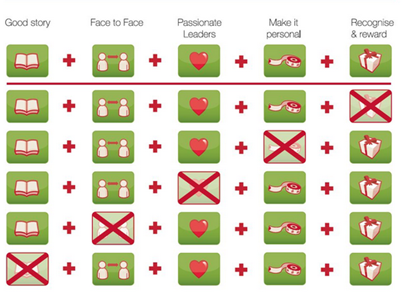 Good story
Face to Face
Passionate
Leaders
Make it
personal
Recognise
& reward